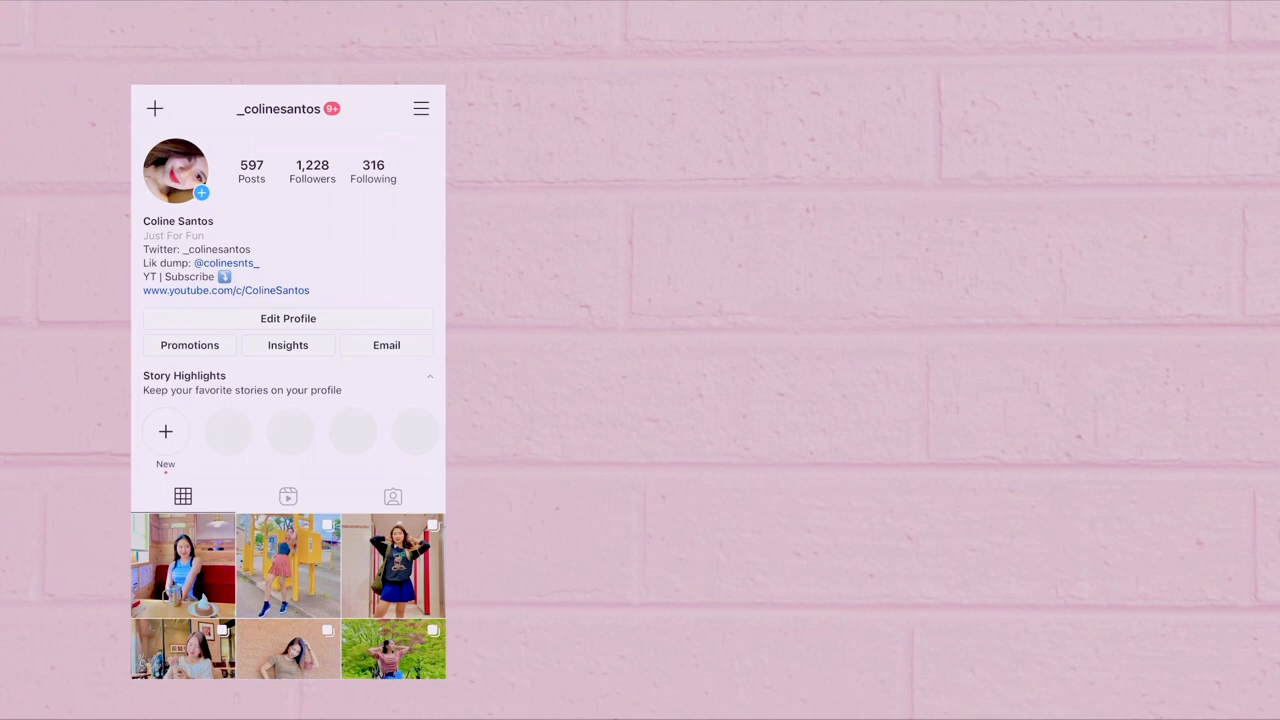 _colinesantos 9+
597 1,228 316
Posts Followers Following
Coline Santos
Just For Fun
Twitter: _colinesantos
Lik dump: @colinesnts_
YT | Subscribe ⤵️
www.youtube.com/c/ColineSantos
Edit Profile
Promotions Insights Email
Story Highlights
Keep your favorite stories on your profile
New